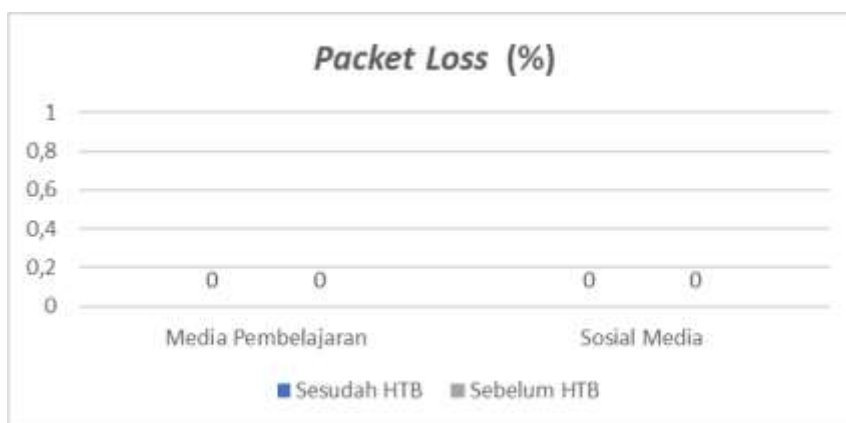 Packet Loss (%)
1
0,8
0,6
0,4
0,2
0
0 0 0 0
Media Pembelajaran Sosial Media
Sesudah HTB Sebelum HTB